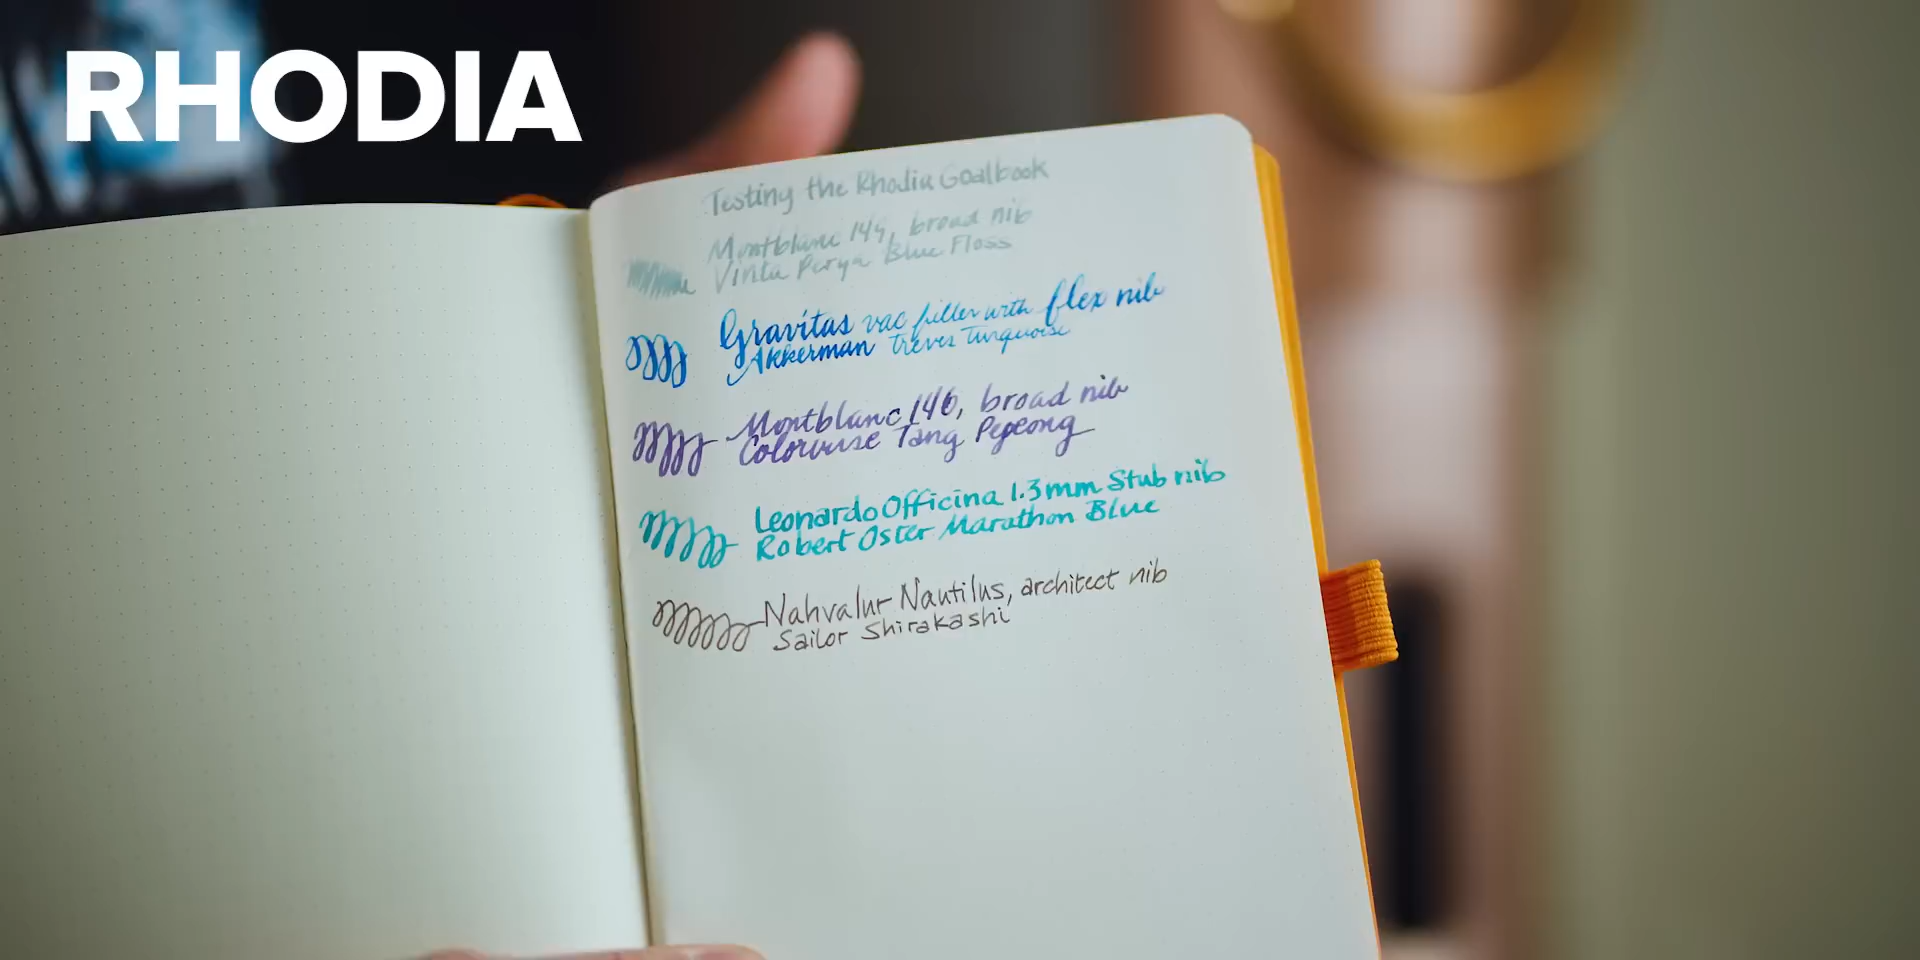 RHODIA
Testing the Rhodia Goalbook
Montblanc 149, broad nib
Vinta Perya Blue Floss
Gravitas vac filler with flex nib
Akkerman Treves Turquoise
Montblanc 146, broad nib
Colorverse Tang Pyeong
Leonardo Officina 1.3mm Stub nib
Robert Oster Marathon Blue
Nahvalur Nautilus, architect nib
Sailor Shirakashi